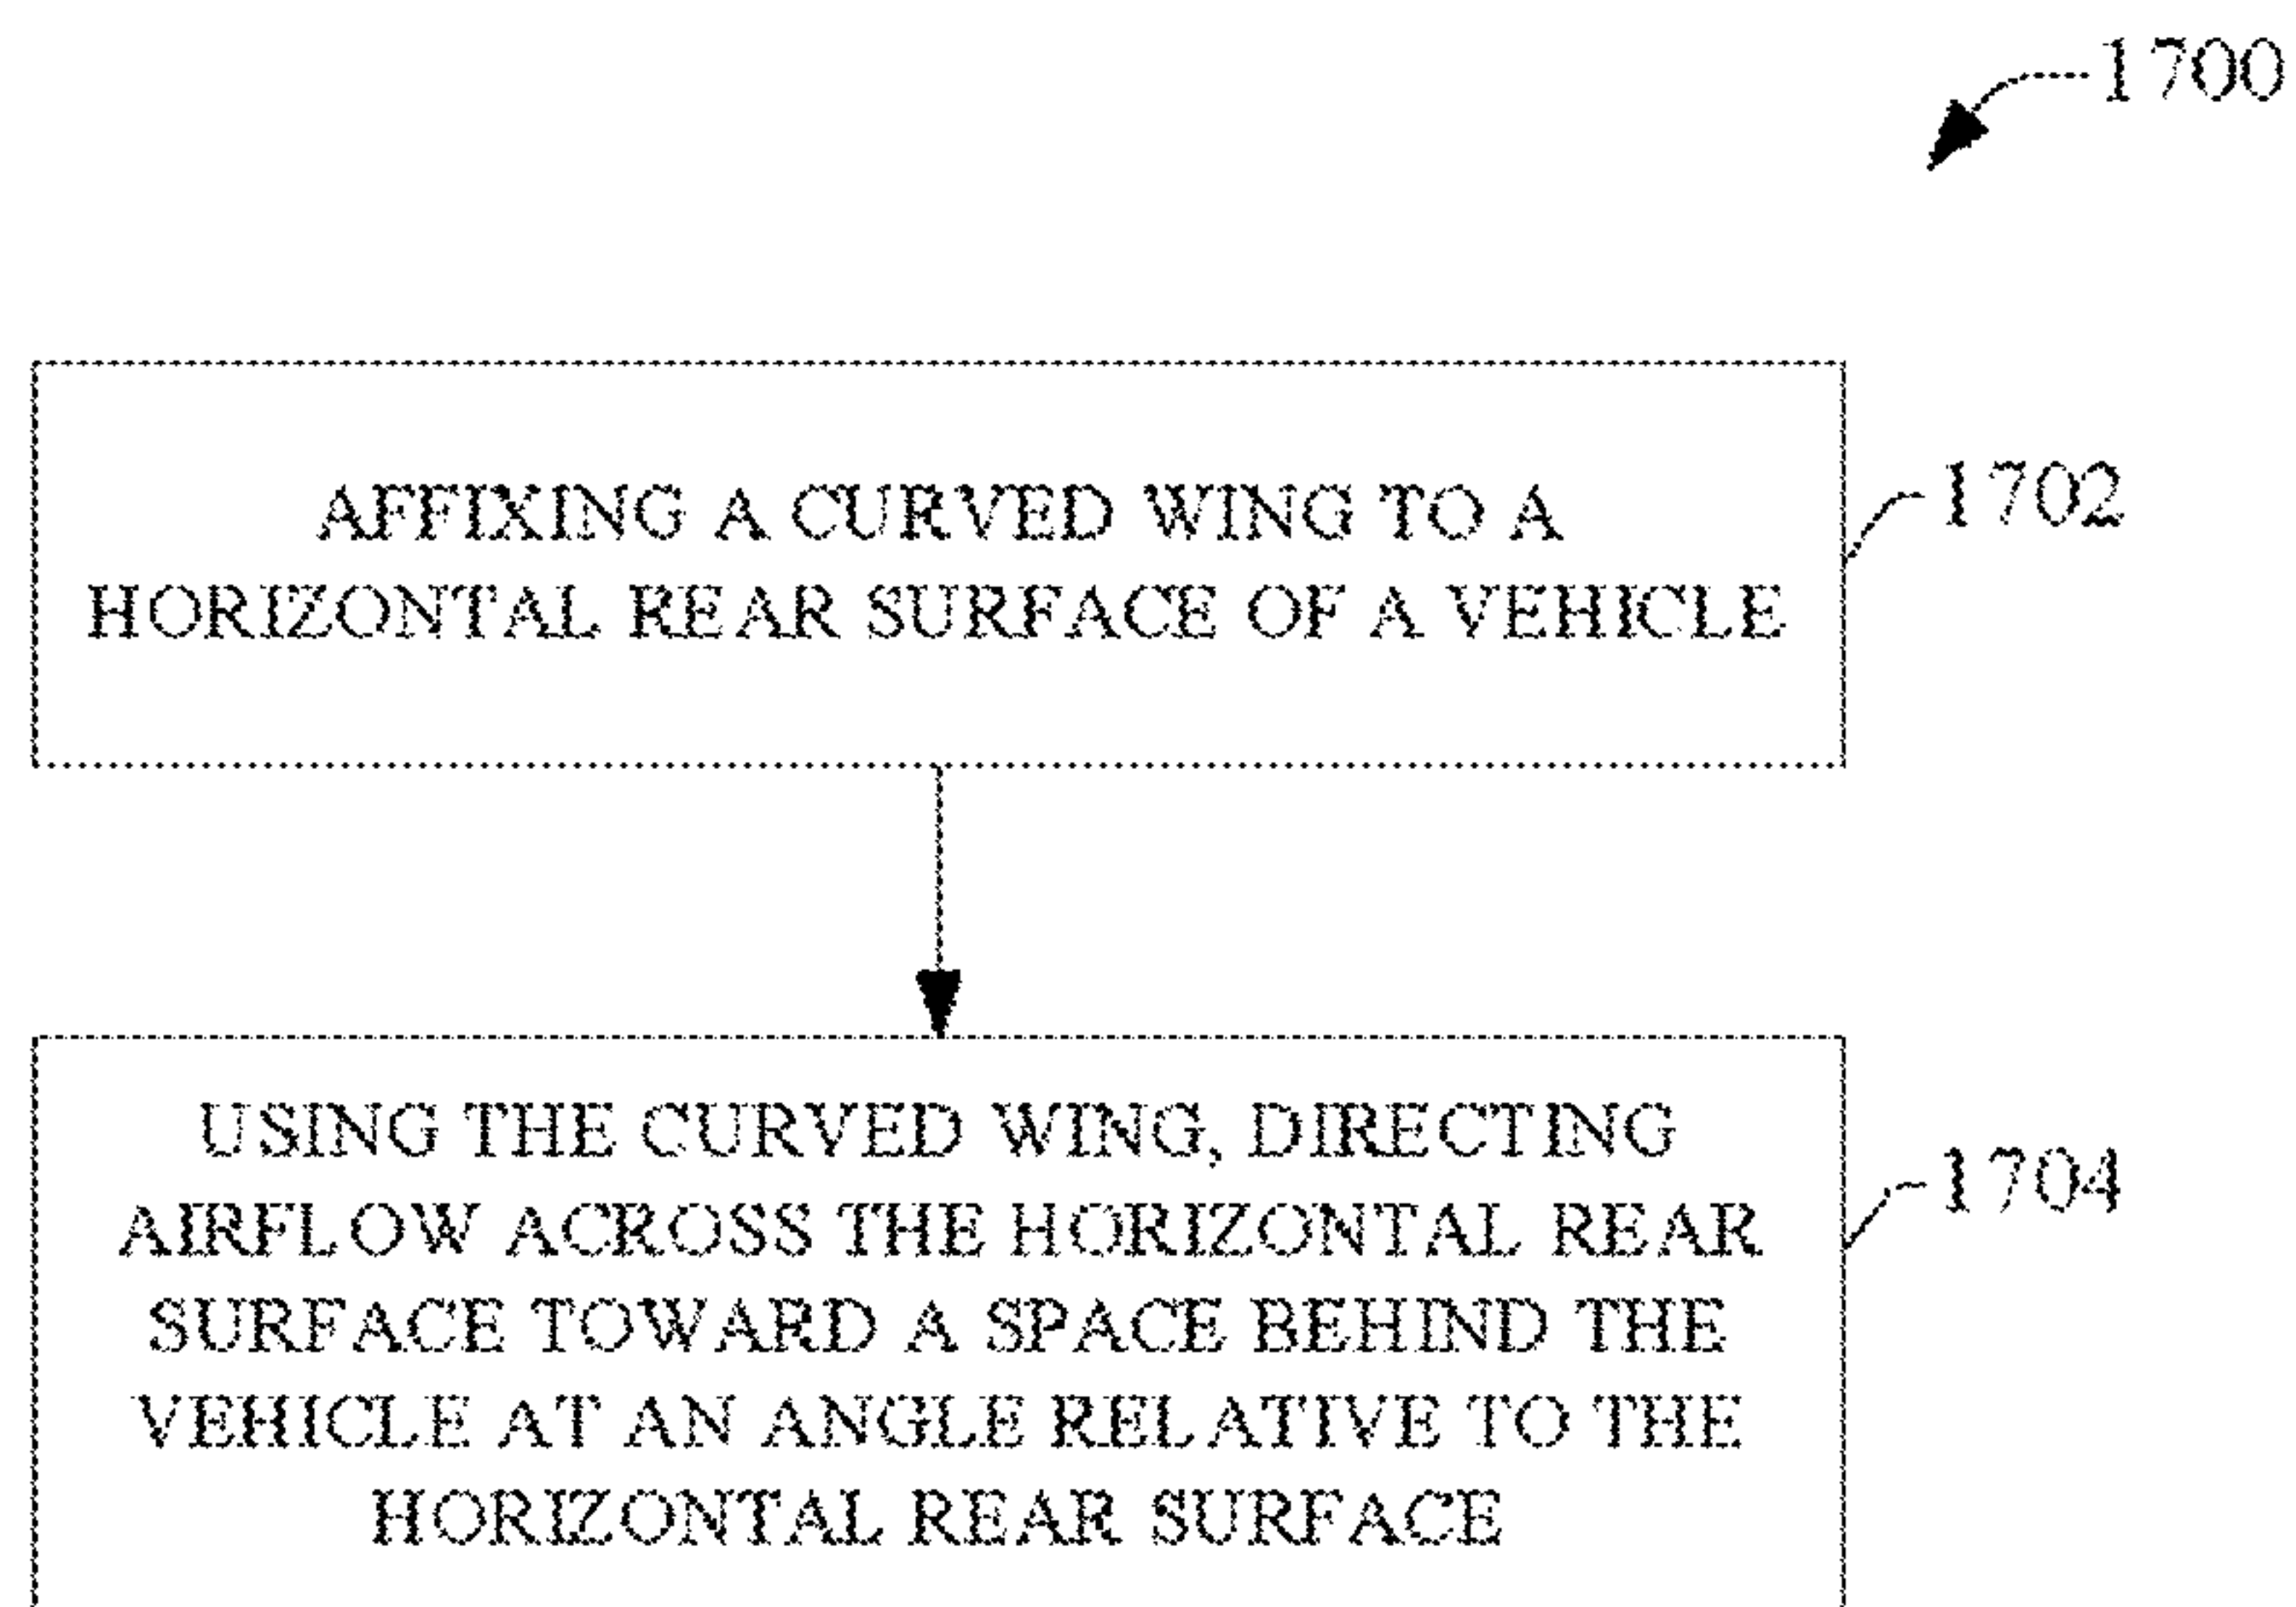 1700
AFFIXING A CURVED WING TO A
HORIZONTAL REAR SURFACE OF A VEHICLE
1702
USING THE CURVED WING, DIRECTING
AIRFLOW ACROSS THE HORIZONTAL REAR
SURFACE TOWARD A SPACE BEHIND THE
VEHICLE AT AN ANGLE RELATIVE TO THE
HORIZONTAL REAR SURFACE
1704